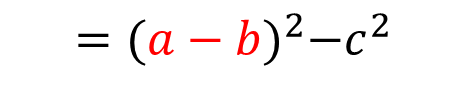 = (a − b)²−c²